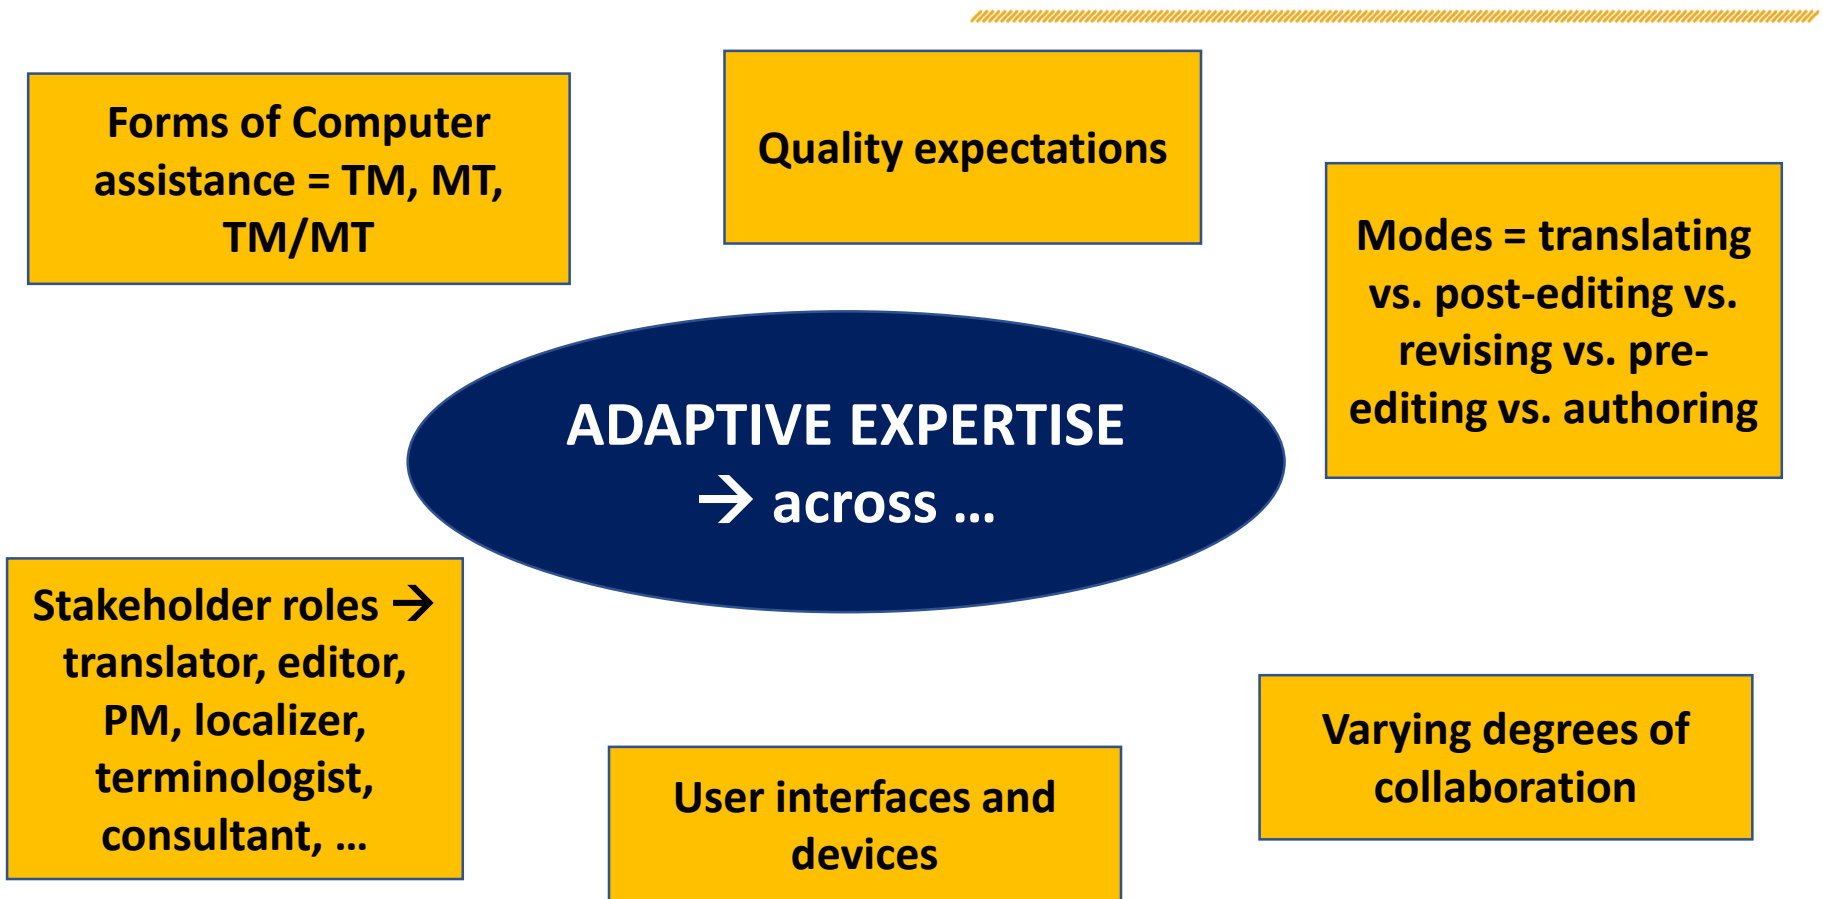 Forms of Computer
assistance = TM, MT,
TM/MT
Quality expectations
Modes = translating
vs. post-editing vs.
revising vs. pre-
editing vs. authoring
ADAPTIVE EXPERTISE
→ across …
Stakeholder roles →
translator, editor,
PM, localizer,
terminologist,
consultant, …
User interfaces and
devices
Varying degrees of
collaboration